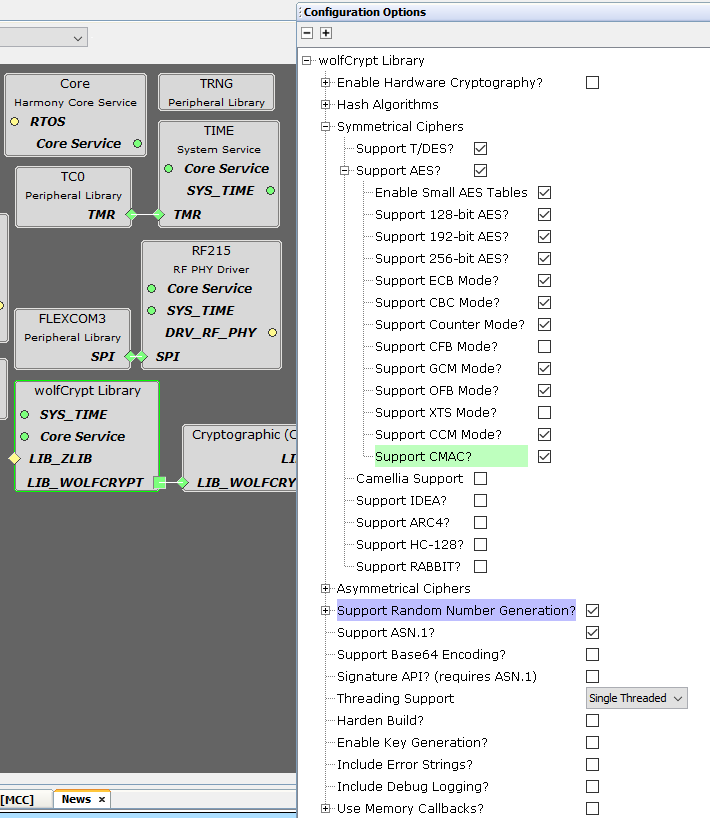 Core
Harmony Core Service
RTOS
Core Service
TRNG
Peripheral Library
TIME
System Service
Core Service
SYS_TIME
TMR
TC0
Peripheral Library
TMR
RF215
RF PHY Driver
Core Service
SYS_TIME
DRV_RF_PHY
SPI
FLEXCOM3
Peripheral Library
SPI
wolfCrypt Library
SYS_TIME
Core Service
LIB_ZLIB
LIB_WOLFCRYPT
Cryptographic (C
LI
LIB_WOLFCRY
[MCC]
News ×
Configuration Options
wolfCrypt Library
Enable Hardware Cryptography?
Hash Algorithms
Symmetrical Ciphers
Support T/DES?
Support AES?
Enable Small AES Tables
Support 128-bit AES?
Support 192-bit AES?
Support 256-bit AES?
Support ECB Mode?
Support CBC Mode?
Support Counter Mode?
Support CFB Mode?
Support GCM Mode?
Support OFB Mode?
Support XTS Mode?
Support CCM Mode?
Support CMAC?
Camellia Support
Support IDEA?
Support ARC4?
Support HC-128?
Support RABBIT?
Asymmetrical Ciphers
Support Random Number Generation?
Support ASN.1?
Support Base64 Encoding?
Signature API? (requires ASN.1)
Threading Support Single Threaded
Harden Build?
Enable Key Generation?
Include Error Strings?
Include Debug Logging?
Use Memory Callbacks?